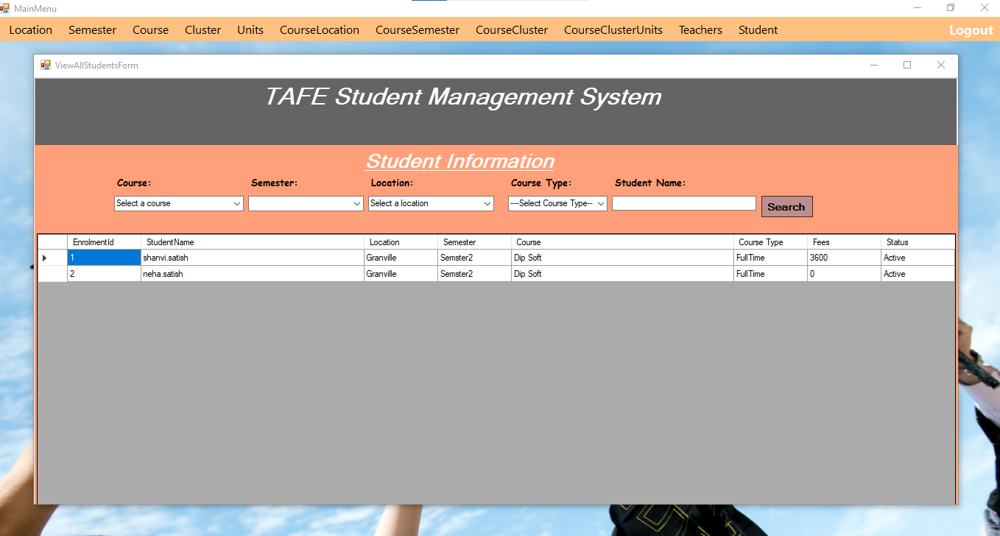 MainMenu
Location Semester Course Cluster Units CourseLocation CourseSemester CourseCluster CourseClusterUnits Teachers Student Logout
ViewAllStudentsForm
TAFE Student Management System
Student Information
Course: Semester: Location: Course Type: Student Name:
Select a course Select a location ----Select Course Type-- Search
EnrolmentId StudentName Location Semester Course Course Type Fees Status
1 shanvi.satish Granville Semster2 Dip Soft FullTime 3600 Active
2 neha.satish Granville Semster2 Dip Soft FullTime 0 Active